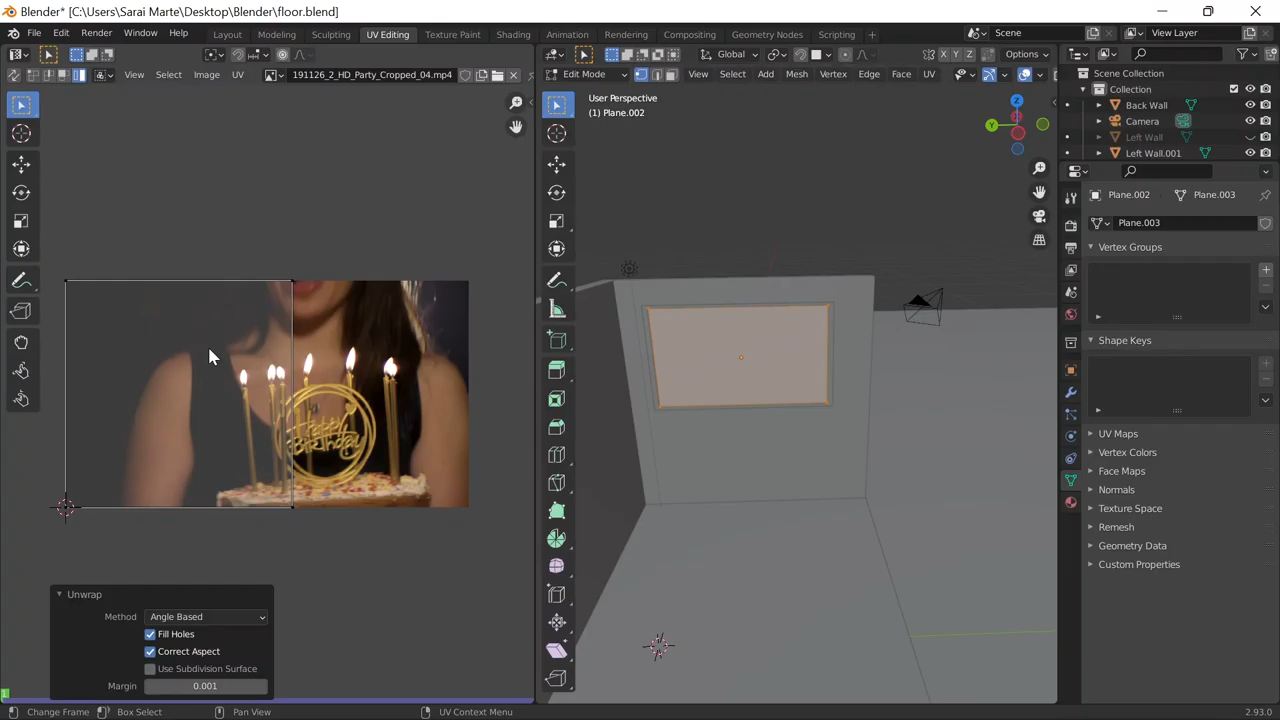 Blender* [C:\Users\Sarai Marte\Desktop\Blender\floor.blend]
File Edit Render Window Help Layout Modeling Sculpting UV Editing Texture Paint Shading Animation Rendering Compositing Geometry Nodes Scripting + Scene View Layer
Global Options
View Select Image UV 191126_2_HD_Party_Cropped_04.mp4 Edit Mode View Select Add Mesh Vertex Edge Face UV X Y Z
Scene Collection
Collection
Back Wall
Camera
Left Wall
Left Wall.001
User Perspective
(1) Plane.002
Z
Y
Plane.002 Plane.003
Plane.003
Vertex Groups
Shape Keys
UV Maps
Vertex Colors
Face Maps
Normals
Texture Space
Remesh
Geometry Data
Custom Properties
Happy
Birthday
Unwrap
Method Angle Based
Fill Holes
Correct Aspect
Use Subdivision Surface
Margin 0.001
1
Change Frame Box Select Pan View UV Context Menu 2.93.0